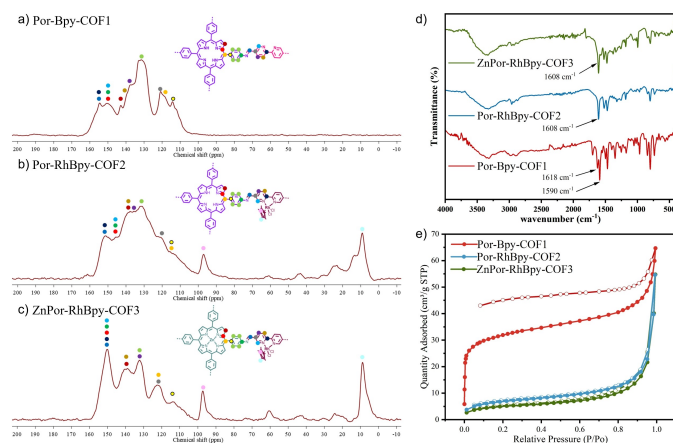 a) Por-Bpy-COF1
200 190 180 170 160 150 140 130 120 110 100 90 80 70 60 50 40 30 20 10 0 -10
Chemical shift (ppm)
b) Por-RhBpy-COF2
200 190 180 170 160 150 140 130 120 110 100 90 80 70 60 50 40 30 20 10 0 -10
Chemical shift (ppm)
c) ZnPor-RhBpy-COF3
200 190 180 170 160 150 140 130 120 110 100 90 80 70 60 50 40 30 20 10 0 -10
Chemical shift (ppm)
d)
Transmittance (%)
ZnPor-RhBpy-COF3
1608 cm⁻¹
Por-RhBpy-COF2
1608 cm⁻¹
Por-Bpy-COF1
1618 cm⁻¹
1590 cm⁻¹
4000 3500 3000 2500 2000 1500 1000 500
wavenumber (cm⁻¹)
e)
Quantity Adsorbed (cm³/g STP)
70
60
50
40
30
20
10
0
Por-Bpy-COF1
Por-RhBpy-COF2
ZnPor-RhBpy-COF3
0.0 0.2 0.4 0.6 0.8 1.0
Relative Pressure (P/Po)